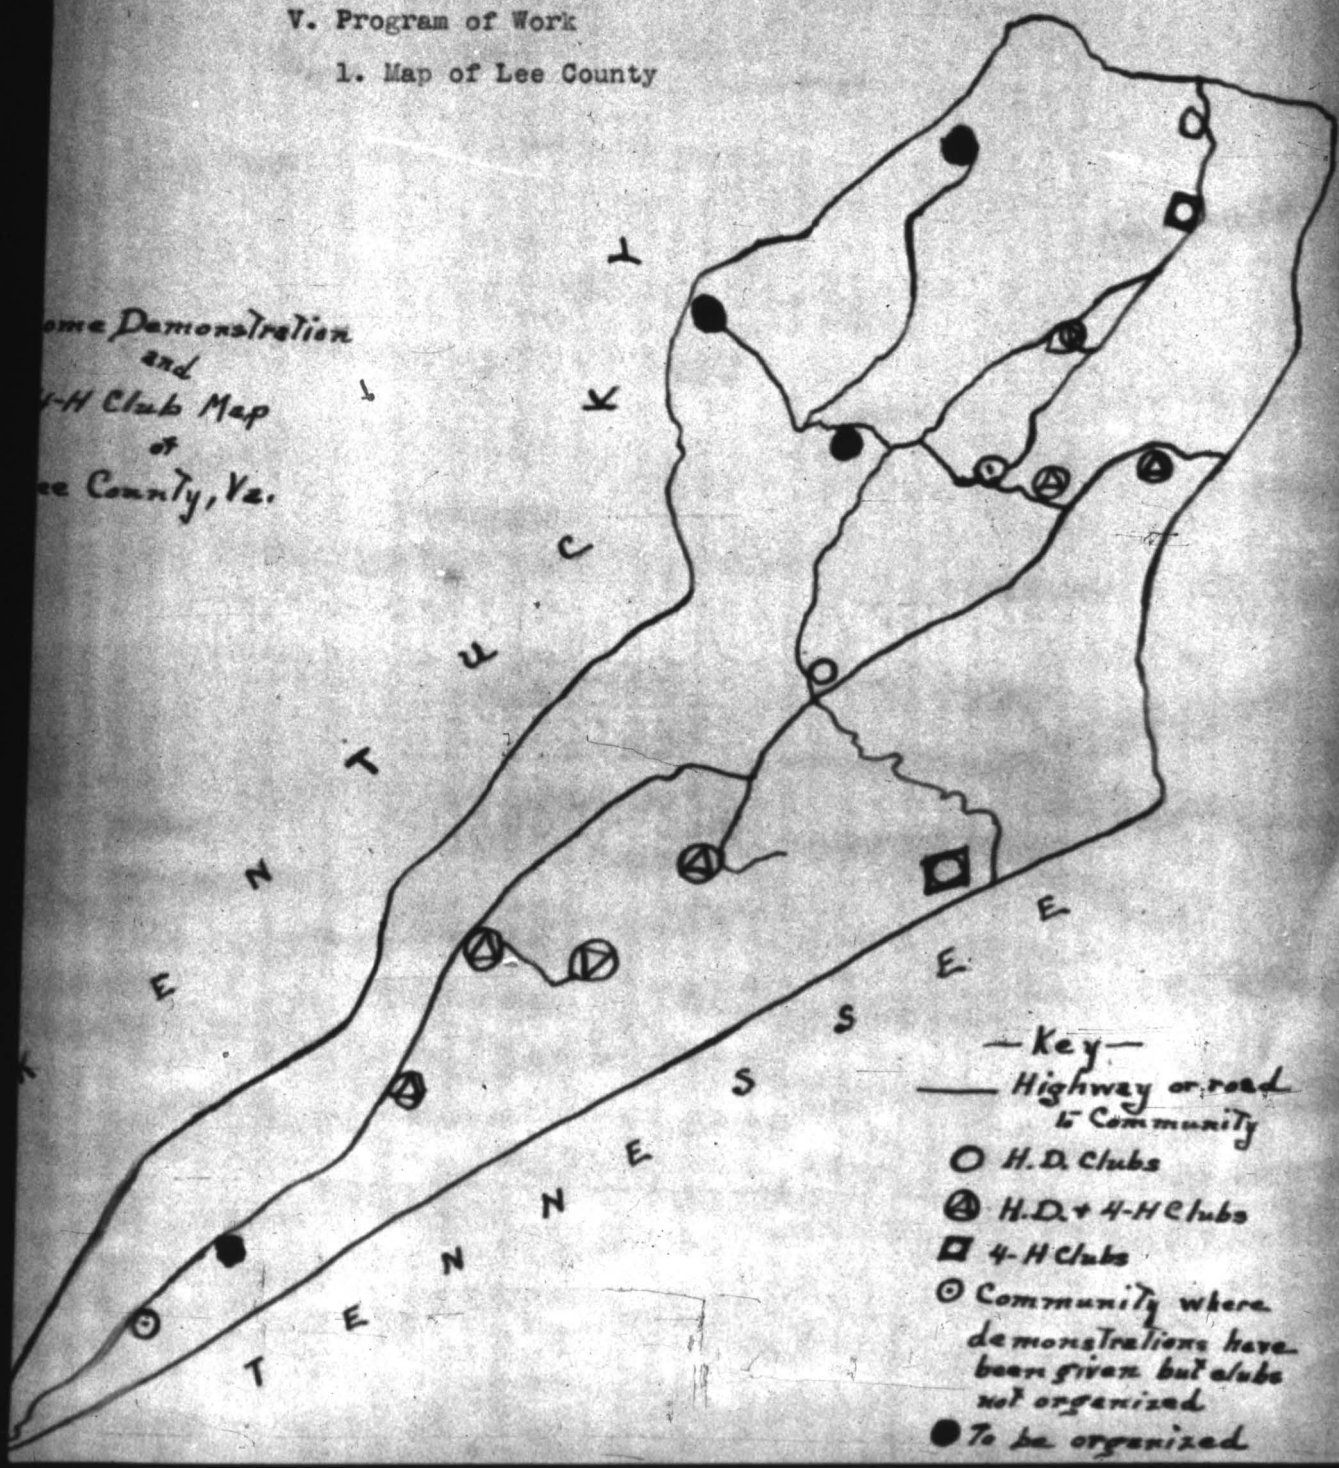 V. Program of Work
1. Map of Lee County
ome Demonstration
and
4-H Club Map
of
ee County, Va.
K E N T U C K Y
T E N N E S S E E
— Key —
Highway or road
to Community
H.D. Clubs
H.D. + 4-H Clubs
4-H Clubs
Community where
demonstrations have
been given but clubs
not organized
To be organized